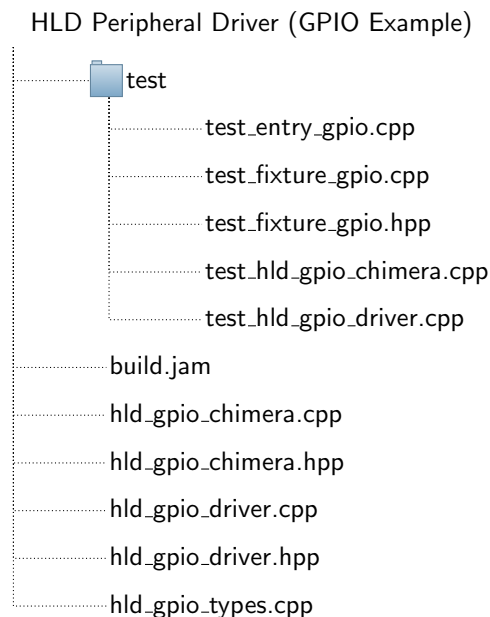 HLD Peripheral Driver (GPIO Example)
test
test_entry_gpio.cpp
test_fixture_gpio.cpp
test_fixture_gpio.hpp
test_hld_gpio_chimera.cpp
test_hld_gpio_driver.cpp
build.jam
hld_gpio_chimera.cpp
hld_gpio_chimera.hpp
hld_gpio_driver.cpp
hld_gpio_driver.hpp
hld_gpio_types.cpp